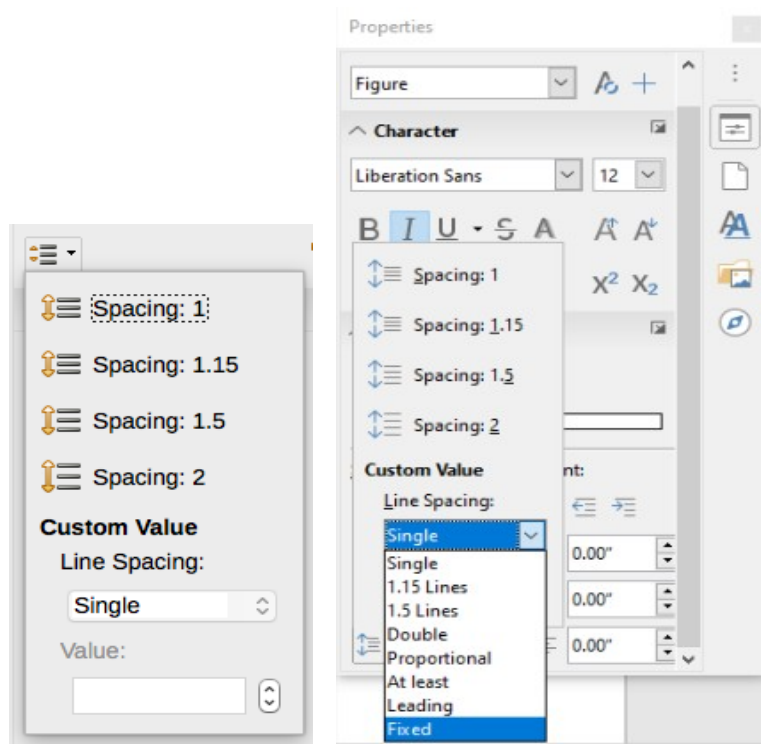 Spacing: 1
Spacing: 1.15
Spacing: 1.5
Spacing: 2
Custom Value
Line Spacing:
Single
Value:
Properties
Figure
Character
Liberation Sans 12
B I U S A A A
Spacing: 1 X² X₂
Spacing: 1.15
Spacing: 1.5
Spacing: 2
Custom Value nt:
Line Spacing:
Single
0.00"
Single
1.15 Lines
1.5 Lines 0.00"
Double 0.00"
Proportional
At least
Leading
Fixed